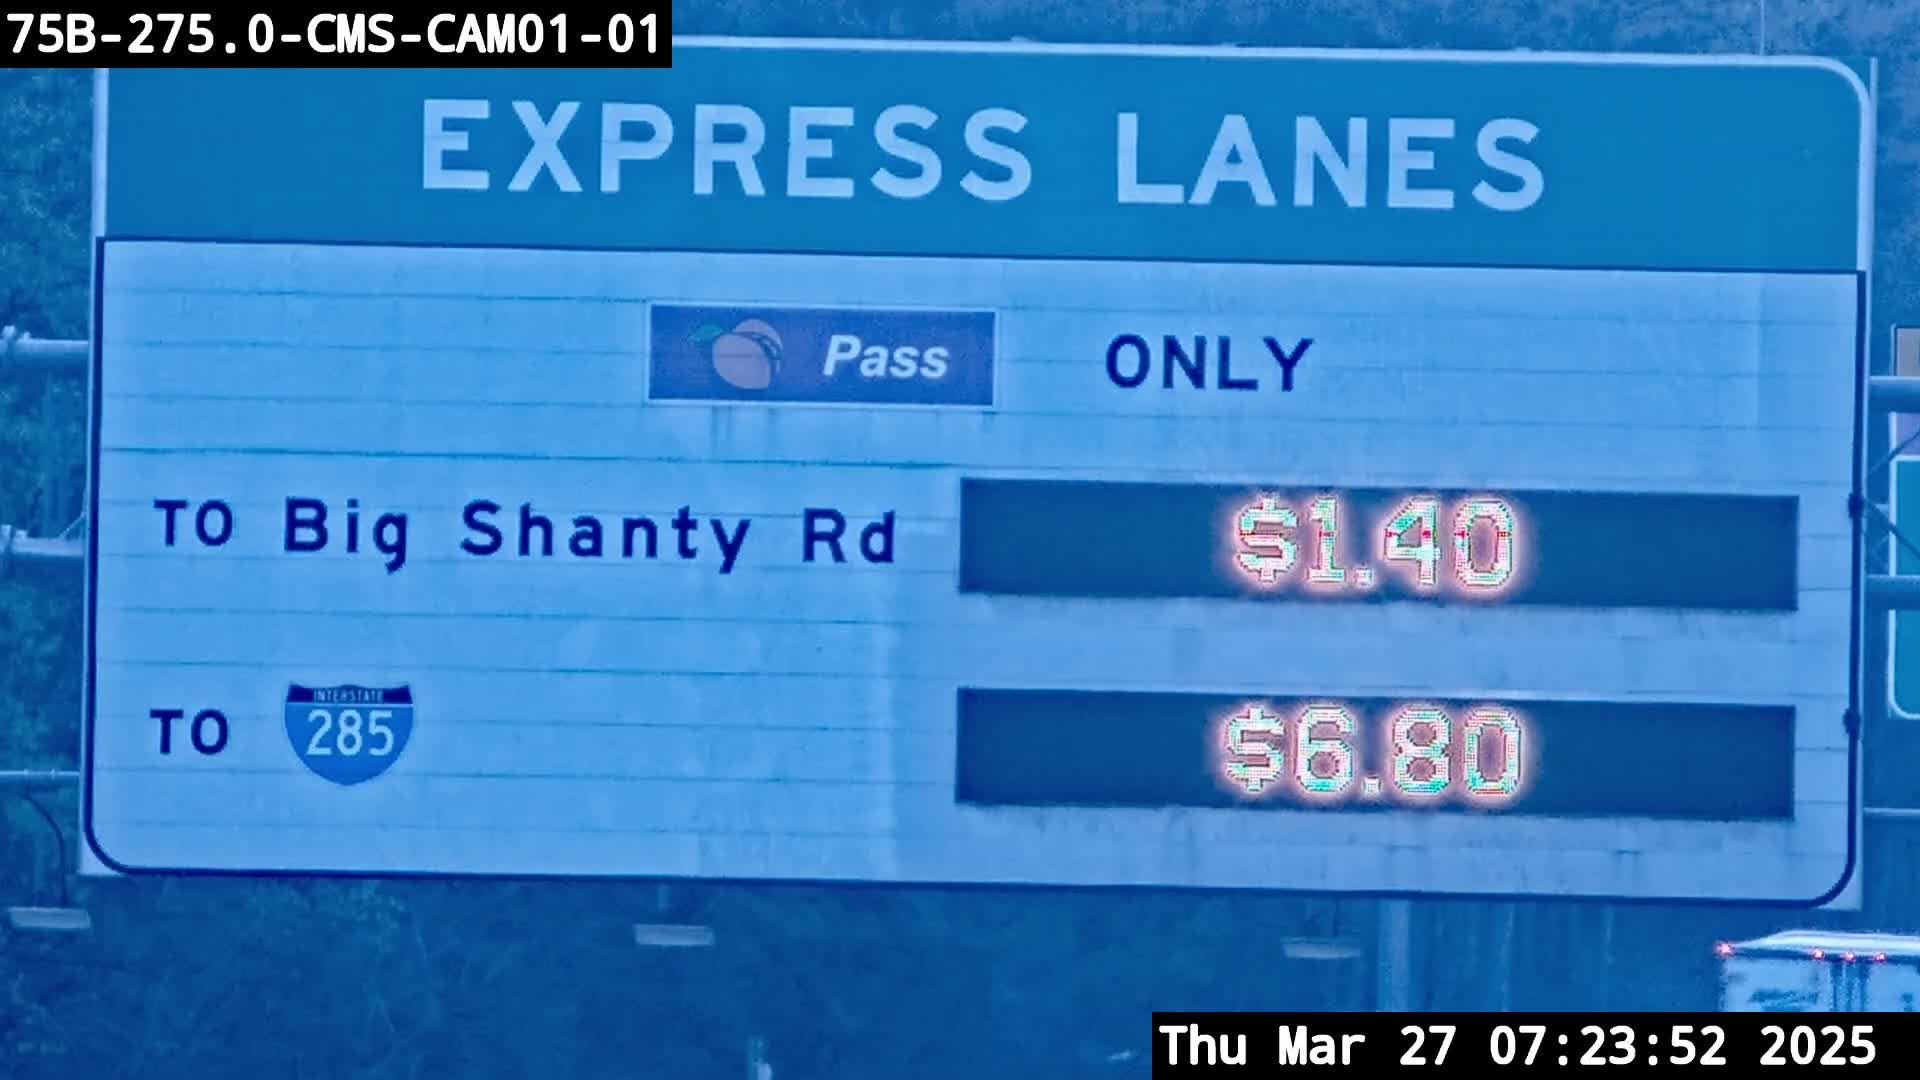 75B-275.0-CMS-CAM01-01
EXPRESS LANES
Pass ONLY
TO Big Shanty Rd $1.40
INTERSTATE
TO 285 $6.80
Thu Mar 27 07:23:52 2025